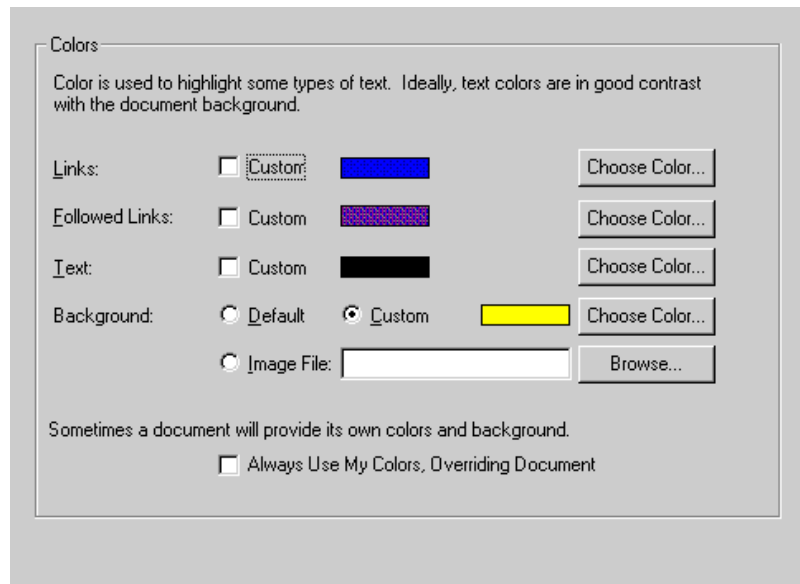 Colors
Color is used to highlight some types of text. Ideally, text colors are in good contrast
with the document background.
Links: Custom Choose Color...
Followed Links: Custom Choose Color...
Text: Custom Choose Color...
Background: Default Custom Choose Color...
Image File: Browse...
Sometimes a document will provide its own colors and background.
Always Use My Colors, Overriding Document